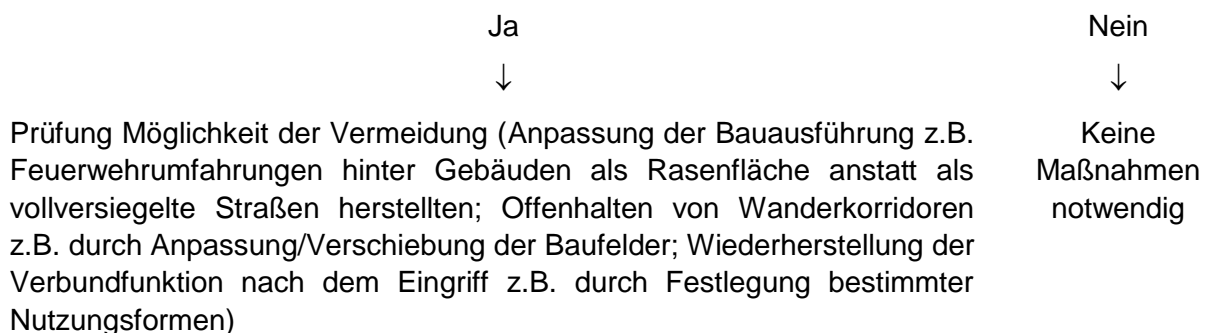 Ja Nein
↓ ↓
Prüfung Möglichkeit der Vermeidung (Anpassung der Bauausführung z.B.
Feuerwehrumfahrungen hinter Gebäuden als Rasenfläche anstatt als
vollversiegelte Straßen herstellten; Offenhalten von Wanderkorridoren
z.B. durch Anpassung/Verschiebung der Baufelder; Wiederherstellung der
Verbundfunktion nach dem Eingriff z.B. durch Festlegung bestimmter
Nutzungsformen)
Keine
Maßnahmen
notwendig